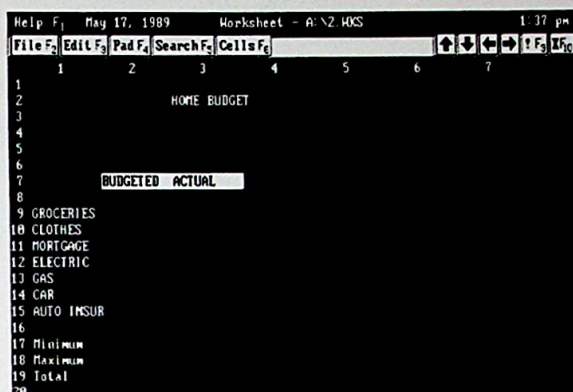 Help F1 May 17, 1989 Worksheet - A:\2.WKS 1:37 pm
File F2 Edit F3 Pad F4 Search F5 Cells F6 ↑ ↓ ← → ! F9 ΣF10
1 2 3 4 5 6 7
1
2 HOME BUDGET
3
4
5
6
7 BUDGETED ACTUAL
8
9 GROCERIES
10 CLOTHES
11 MORTGAGE
12 ELECTRIC
13 GAS
14 CAR
15 AUTO INSUR
16
17 Minimum
18 Maximum
19 Total
20